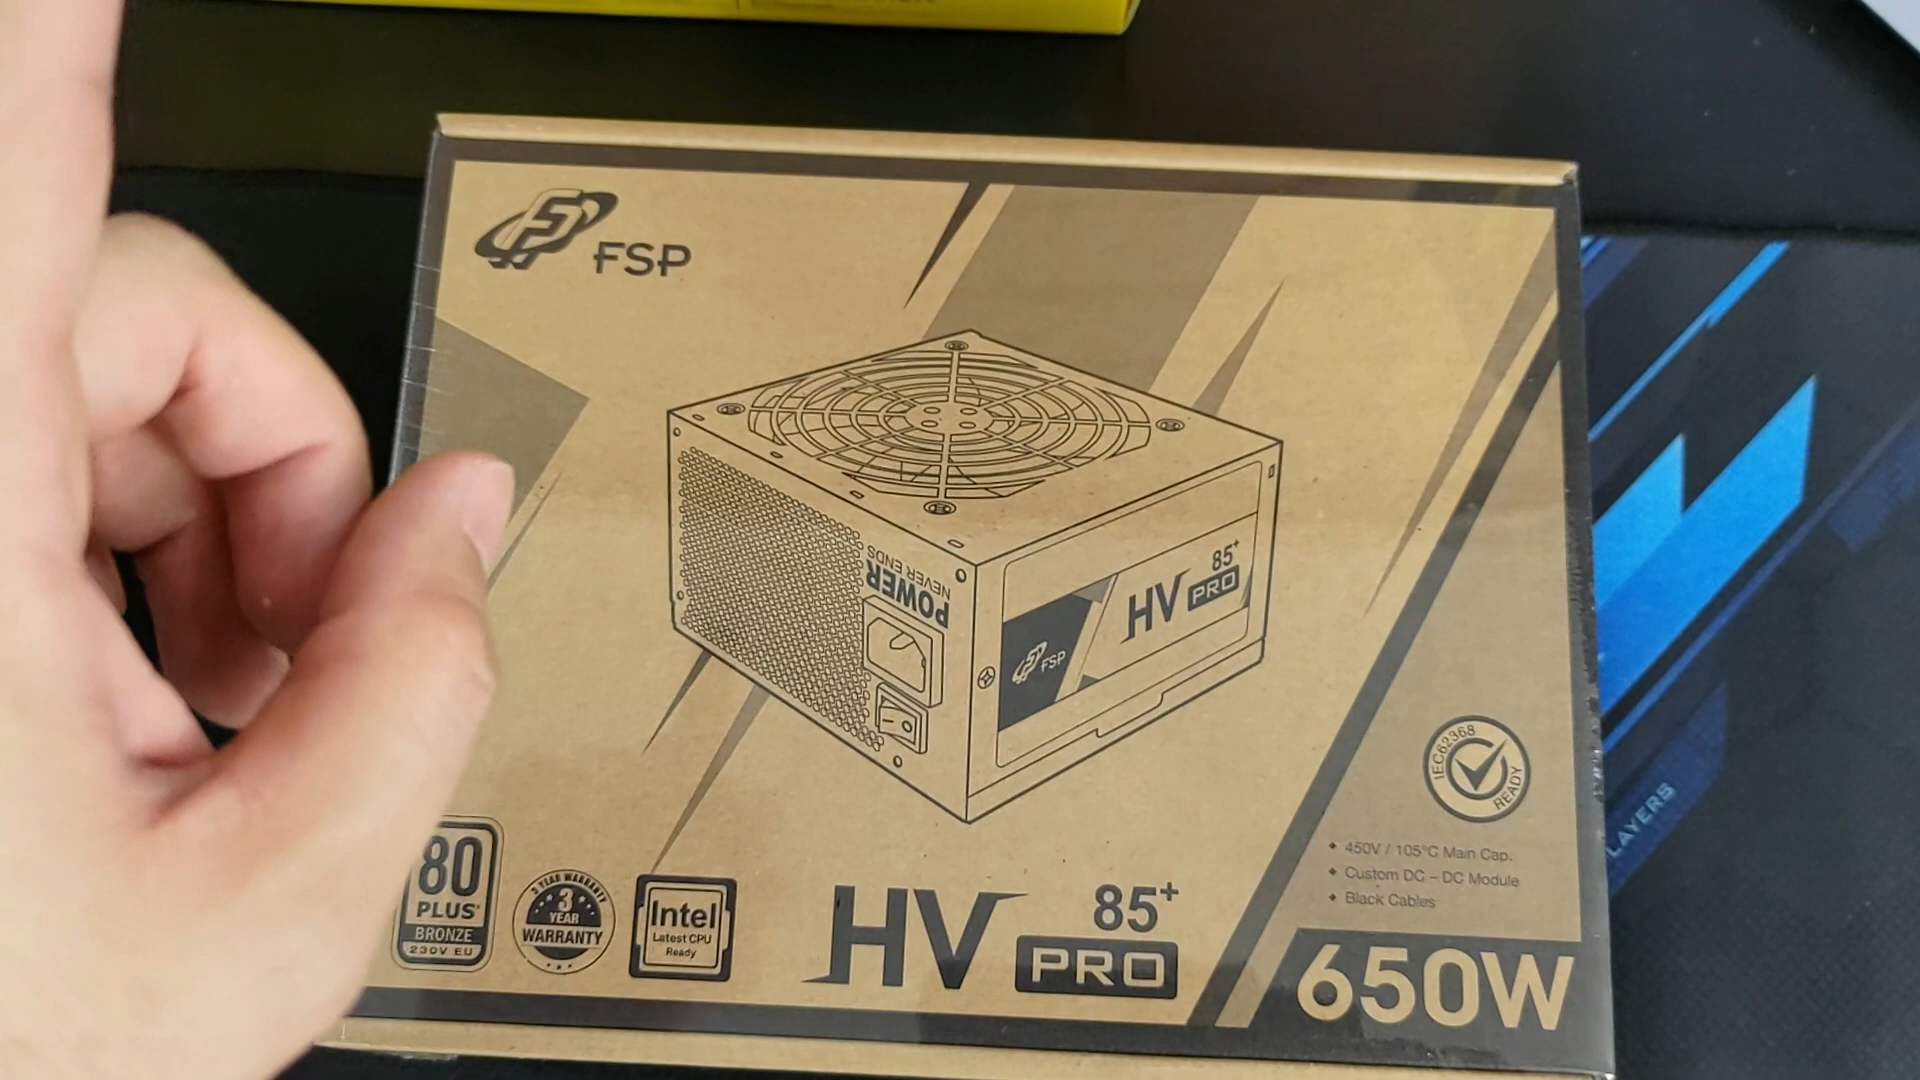 FSP
NEVER ENDS
POWER
85+
HV PRO
FSP
IEC62368
READY
450V / 105°C Main Cap.
Custom DC – DC Module
Black Cables
80
PLUS
BRONZE
230V EU
3 YEAR WARRANTY
3
YEAR
WARRANTY
Intel
Latest CPU
Ready
85+
HV PRO
650W
LAYERS